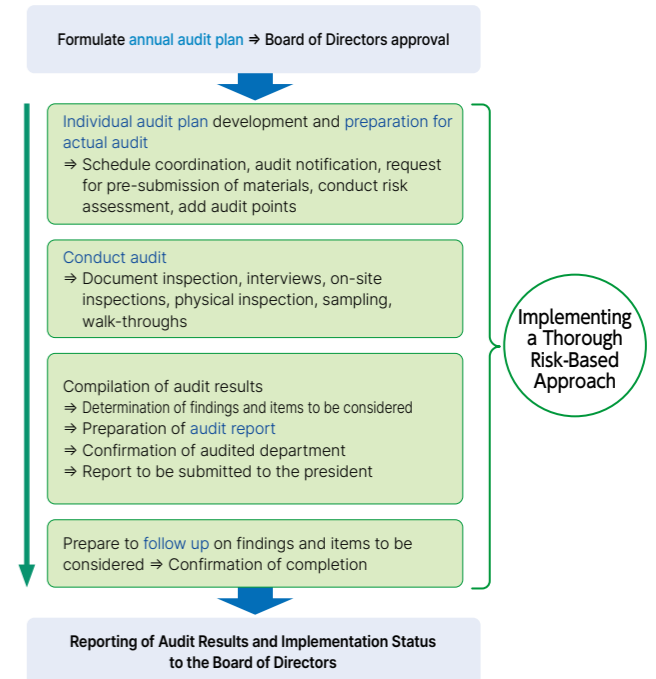 Formulate annual audit plan ⇒ Board of Directors approval
Individual audit plan development and preparation for
actual audit
⇒ Schedule coordination, audit notification, request
for pre-submission of materials, conduct risk
assessment, add audit points
Conduct audit
⇒ Document inspection, interviews, on-site
inspections, physical inspection, sampling,
walk-throughs
Compilation of audit results
⇒ Determination of findings and items to be considered
⇒ Preparation of audit report
⇒ Confirmation of audited department
⇒ Report to be submitted to the president
Prepare to follow up on findings and items to be
considered ⇒ Confirmation of completion
Implementing
a Thorough
Risk-Based
Approach
Reporting of Audit Results and Implementation Status
to the Board of Directors